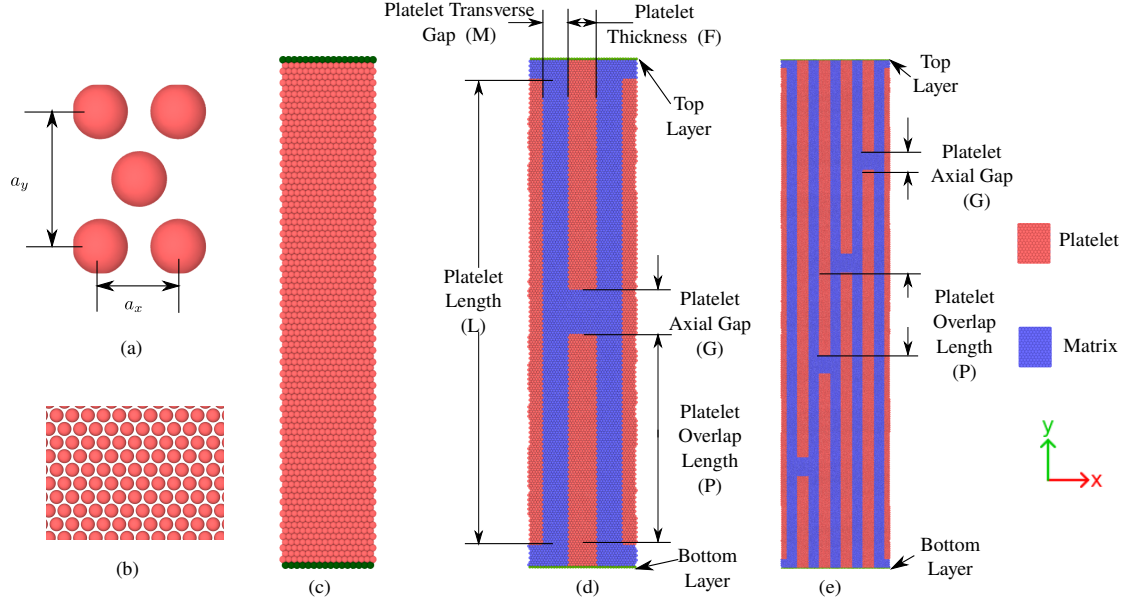 Platelet Transverse
Gap (M)
Platelet
Thickness (F)
a_y
a_x
(a)
(b)
(c)
Top
Layer
Platelet
Length
(L)
Platelet
Axial Gap
(G)
Platelet
Overlap
Length
(P)
Bottom
Layer
(d)
Top
Layer
Platelet
Axial Gap
(G)
Platelet
Overlap
Length
(P)
Bottom
Layer
(e)
Platelet
Matrix
y
x